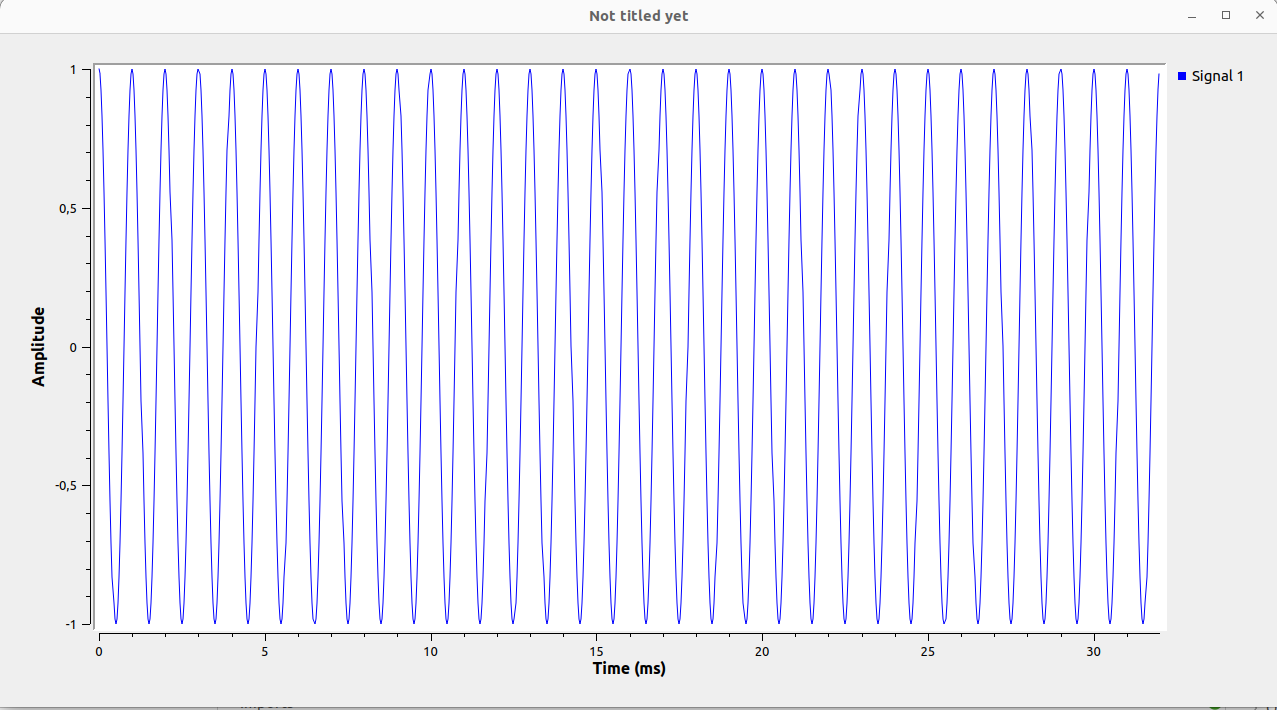 Not titled yet
Signal 1
1
0,5
0
-0,5
-1
Amplitude
0 5 10 15 20 25 30
Time (ms)